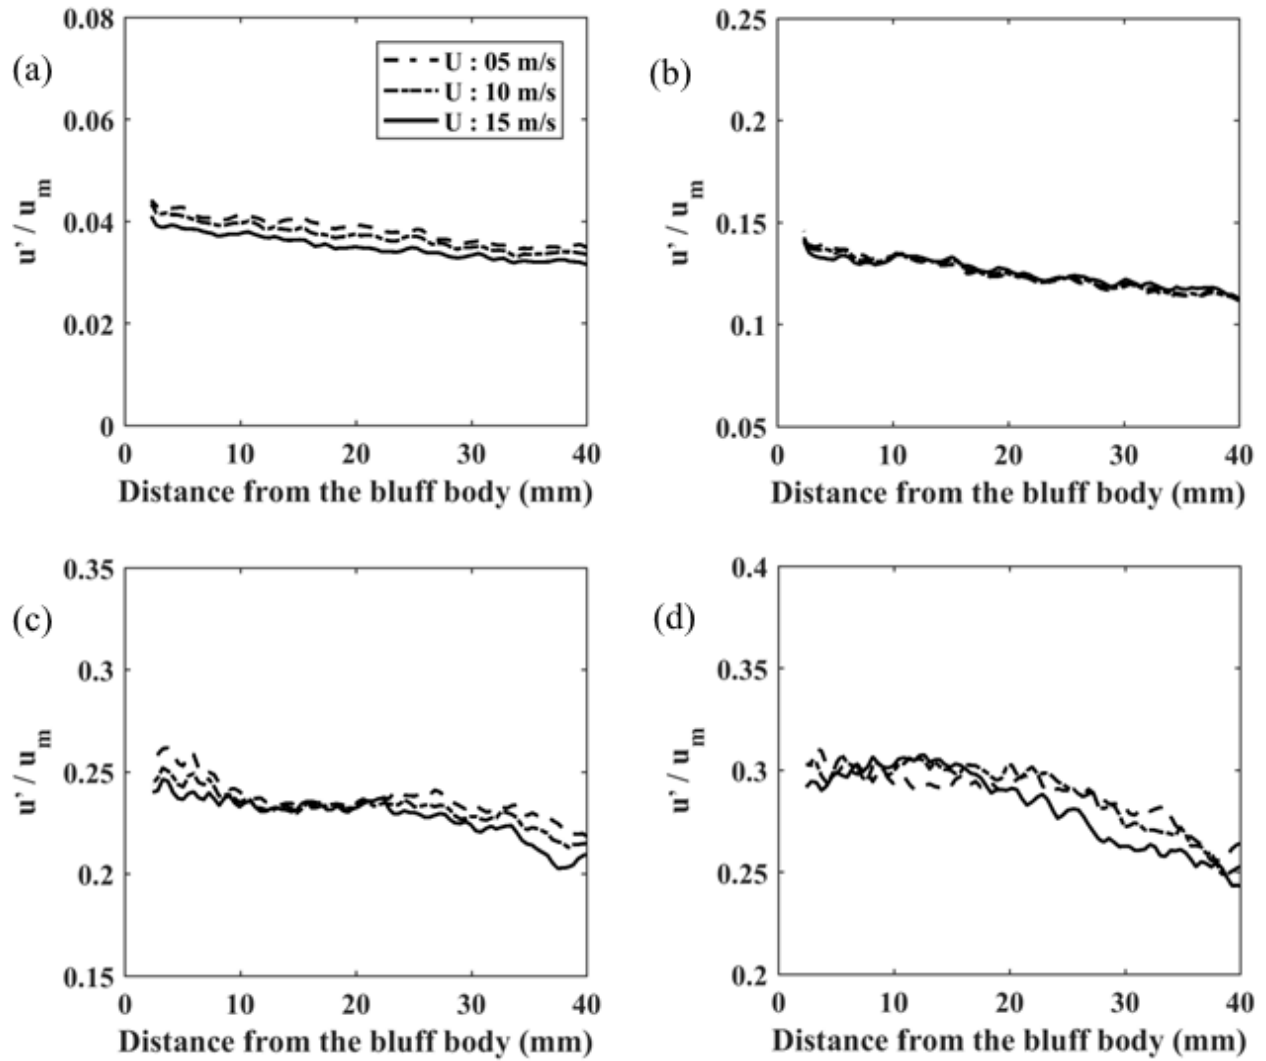 (a)
0.08
0.06
0.04
0.02
0
u' / um
U : 05 m/s
U : 10 m/s
U : 15 m/s
0 10 20 30 40
Distance from the bluff body (mm)
(b)
0.25
0.2
0.15
0.1
0.05
u' / um
0 10 20 30 40
Distance from the bluff body (mm)
(c)
0.35
0.3
0.25
0.2
0.15
u' / um
0 10 20 30 40
Distance from the bluff body (mm)
(d)
0.4
0.35
0.3
0.25
0.2
u' / um
0 10 20 30 40
Distance from the bluff body (mm)